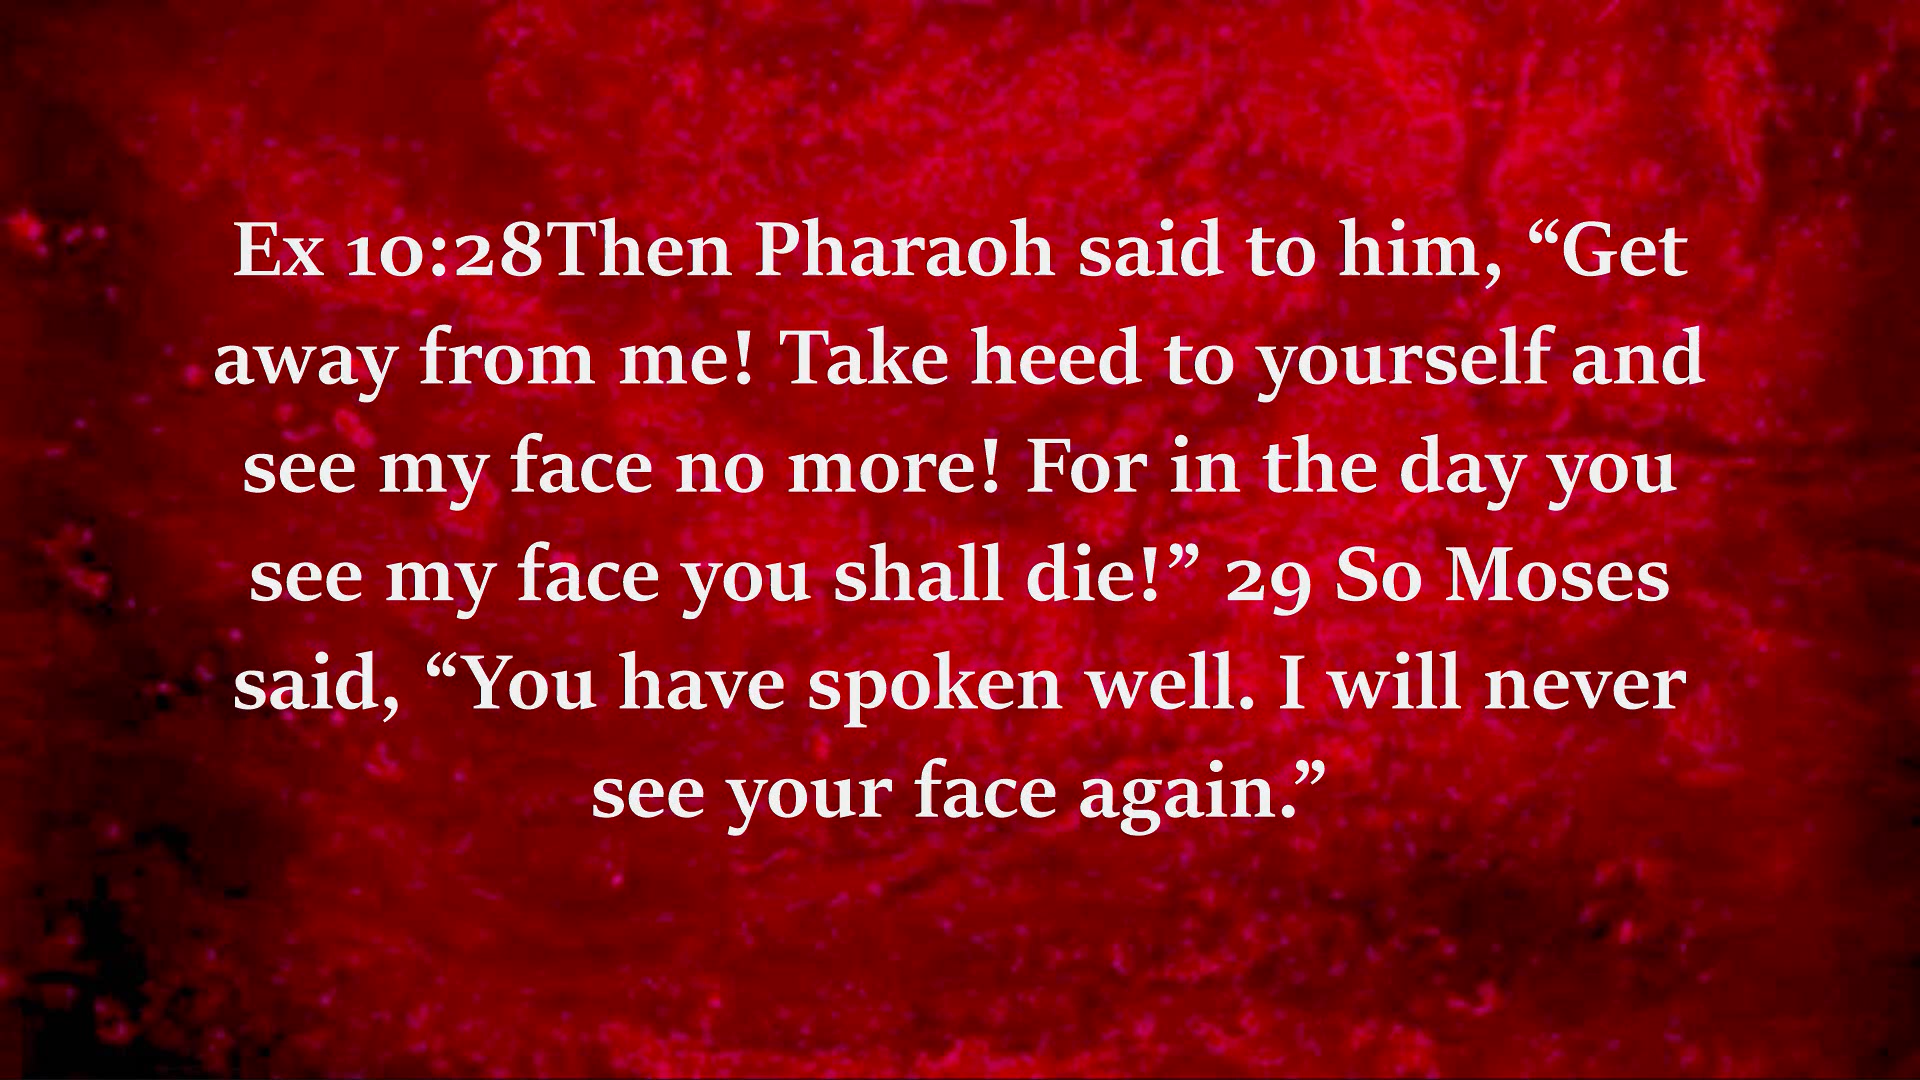 Ex 10:28Then Pharaoh said to him, “Get
away from me! Take heed to yourself and
see my face no more! For in the day you
see my face you shall die!” 29 So Moses
said, “You have spoken well. I will never
see your face again.”